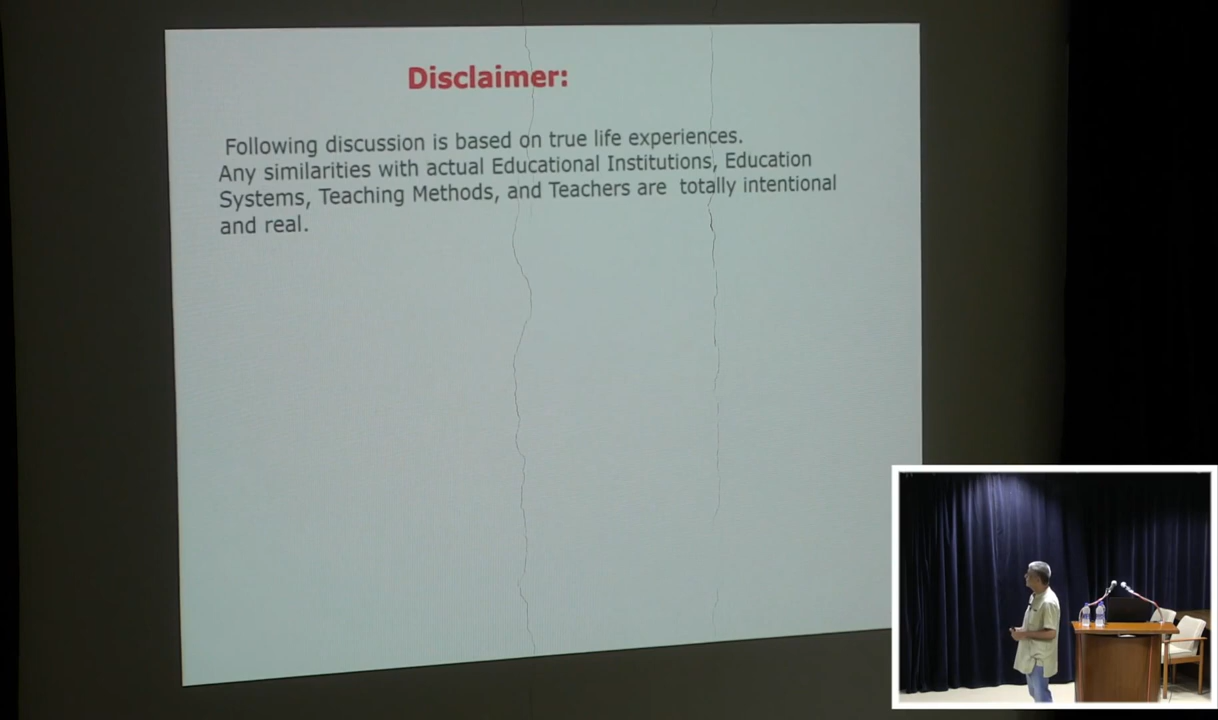 Disclaimer:
Following discussion is based on true life experiences.
Any similarities with actual Educational Institutions, Education
Systems, Teaching Methods, and Teachers are totally intentional
and real.